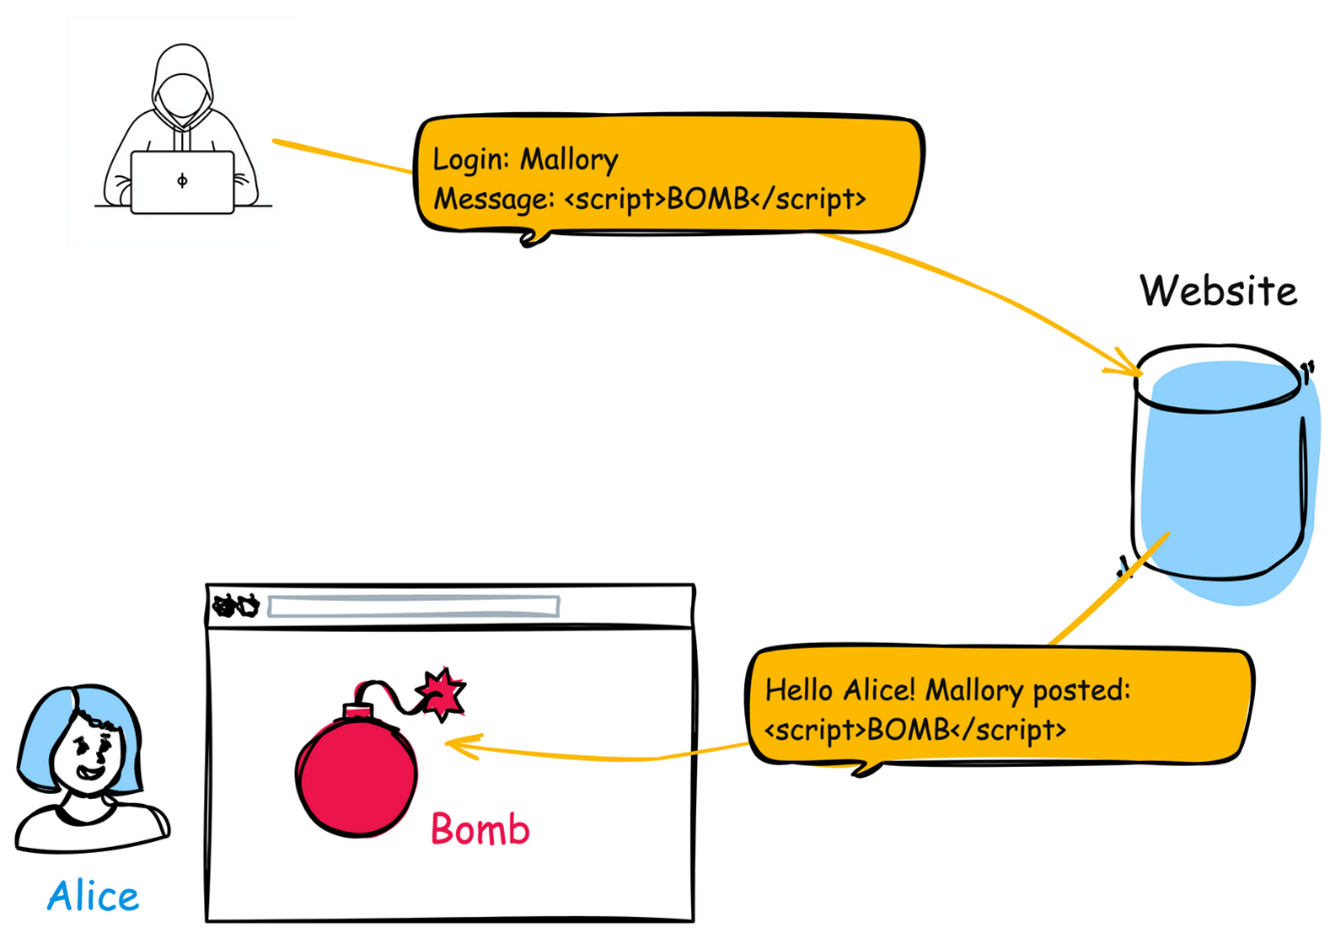 Login: Mallory
Message: <script>BOMB</script>
Website
Hello Alice! Mallory posted:
<script>BOMB</script>
Bomb
Alice